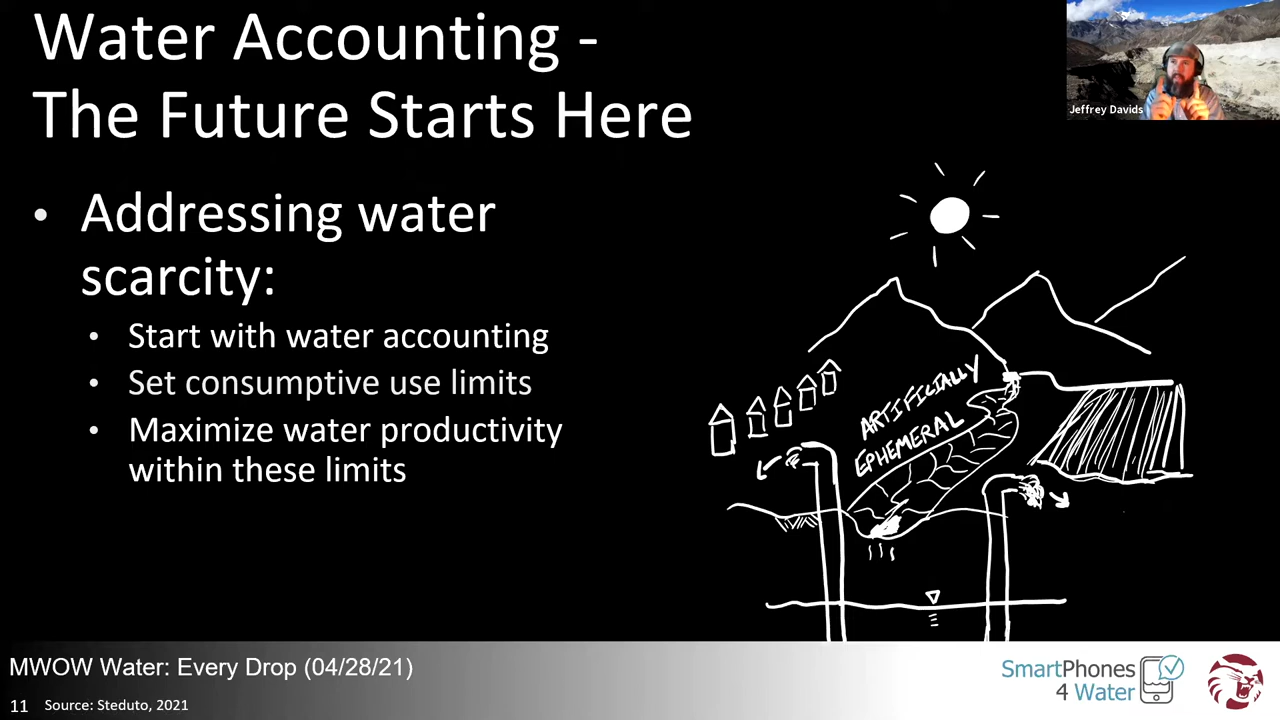 Water Accounting -
The Future Starts Here
Jeffrey Davids
• Addressing water
scarcity:
• Start with water accounting
• Set consumptive use limits
• Maximize water productivity
within these limits
ARTIFICIALLY
EPHEMERAL
MWOW Water: Every Drop (04/28/21)
SmartPhones
4 Water
11 Source: Steduto, 2021